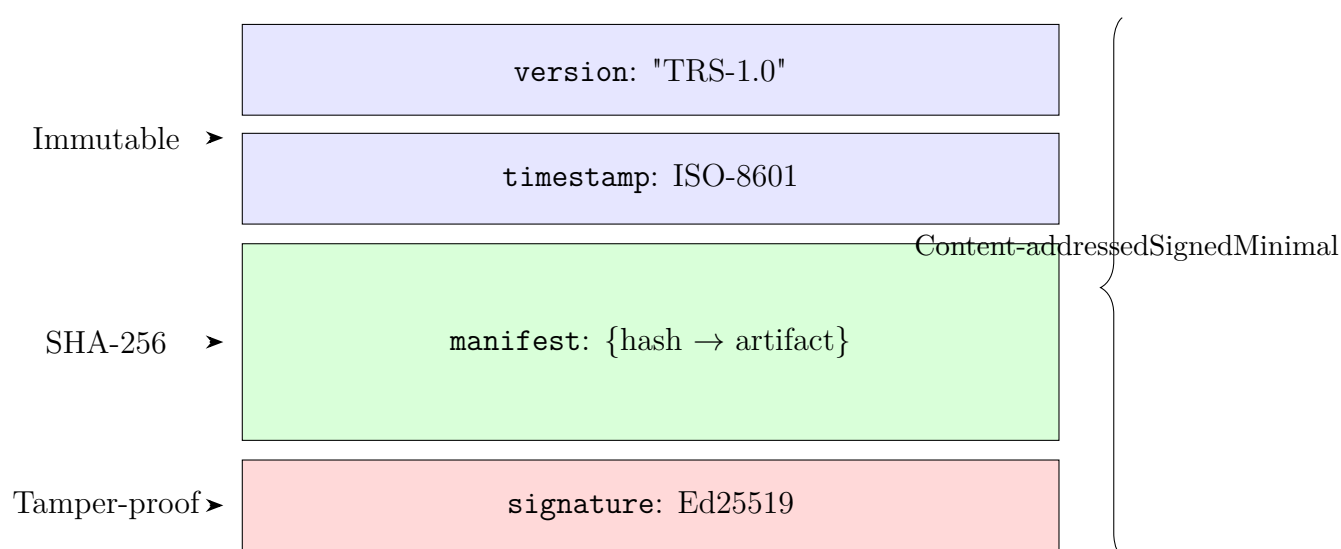 version: "TRS-1.0"
Immutable
timestamp: ISO-8601
Content-addressedSignedMinimal
SHA-256
manifest: {hash → artifact}
Tamper-proof
signature: Ed25519